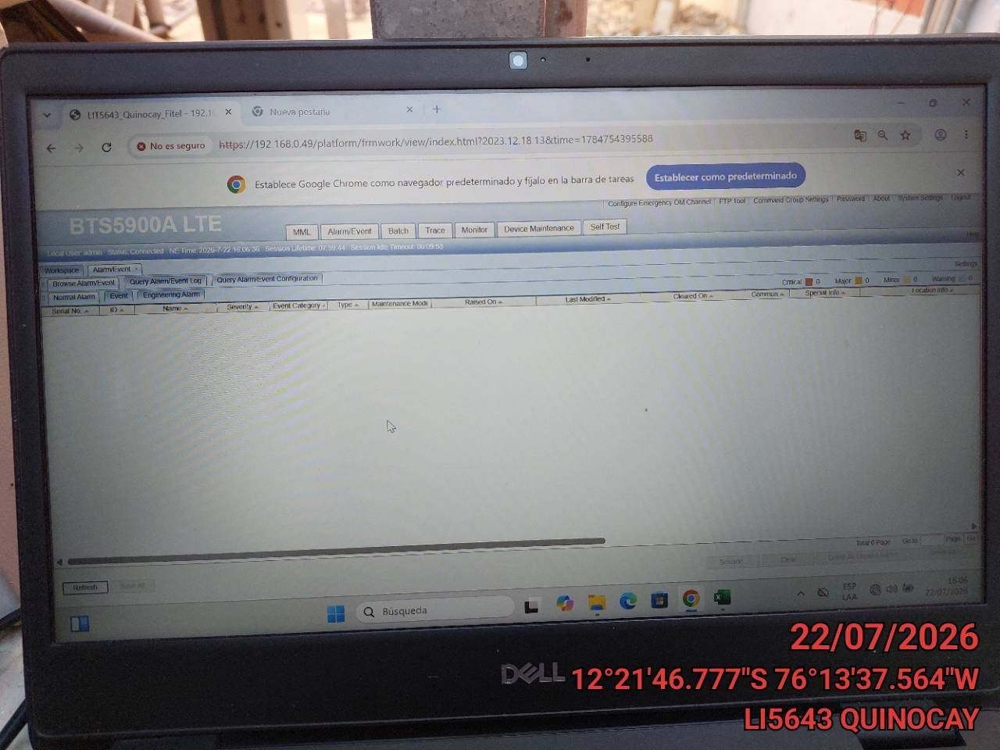 LIT5643_Quinocay_Fitel - 192.1
Nueva pestaña
No es seguro https://192.168.0.49/platform/frmwork/view/index.html?2023.12.18.13&time=1784754395588
Establece Google Chrome como navegador predeterminado y fíjalo en la barra de tareas Establecer como predeterminado
Configure Emergency OM Channel FTP Tool Command Group Settings Password About System Settings Logout
BTS5900A LTE
MML Alarm/Event Batch Trace Monitor Device Maintenance Self Test
Help
Local User: admin Status: Connected NE Time: 2026-7-22 16:06:36 Session Lifetime: 07:59:44 Session Idle Timeout: 00:09:53
Settings
Workspace Alarm/Event
Browse Alarm/Event Query Alarm/Event Log Query Alarm/Event Configuration
Critical 0 Major 0 Minor 0 Warning 0
Normal Alarm Event Engineering Alarm
Serial No. ID Name Severity Event Category Type Maintenance Mode Raised On Last Modified Cleared On Common Special Info Location Info
Total 0 Page Go to Page Go
Clear
Refresh Save All
Búsqueda
ESP
LAA
16:06
22/07/2026
DELL
22/07/2026
12°21'46.777"S 76°13'37.564"W
LI5643 QUINOCAY